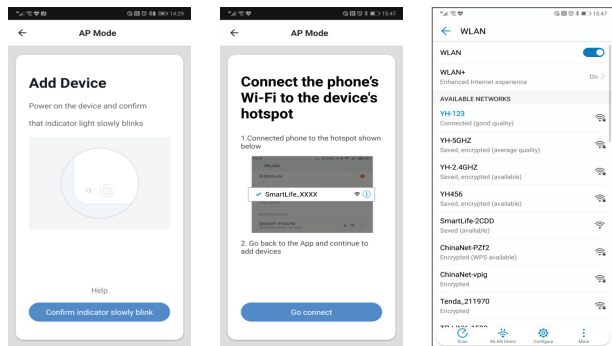 14:29
AP Mode
Add Device
Power on the device and confirm
that indicator light slowly blinks
Help
Confirm indicator slowly blink
15:47
AP Mode
Connect the phone's
Wi-Fi to the device's
hotspot
1.Connected phone to the hotspot shown
below
WLAN
SmartLife_XXXX
2. Go back to the App and continue to
add devices
Go connect
15:47
WLAN
WLAN
WLAN+
Enhanced Internet experience
On
AVAILABLE NETWORKS
YH-123
Connected (good quality)
YH-5GHZ
Saved, encrypted (average quality)
YH-2.4GHZ
Saved, encrypted (available)
YH456
Saved, encrypted (available)
SmartLife-2CDD
Saved (available)
ChinaNet-PZf2
Encrypted (WPS available)
ChinaNet-vpig
Encrypted
Tenda_211970
Encrypted
Scan
WLAN Direct
Configure
More